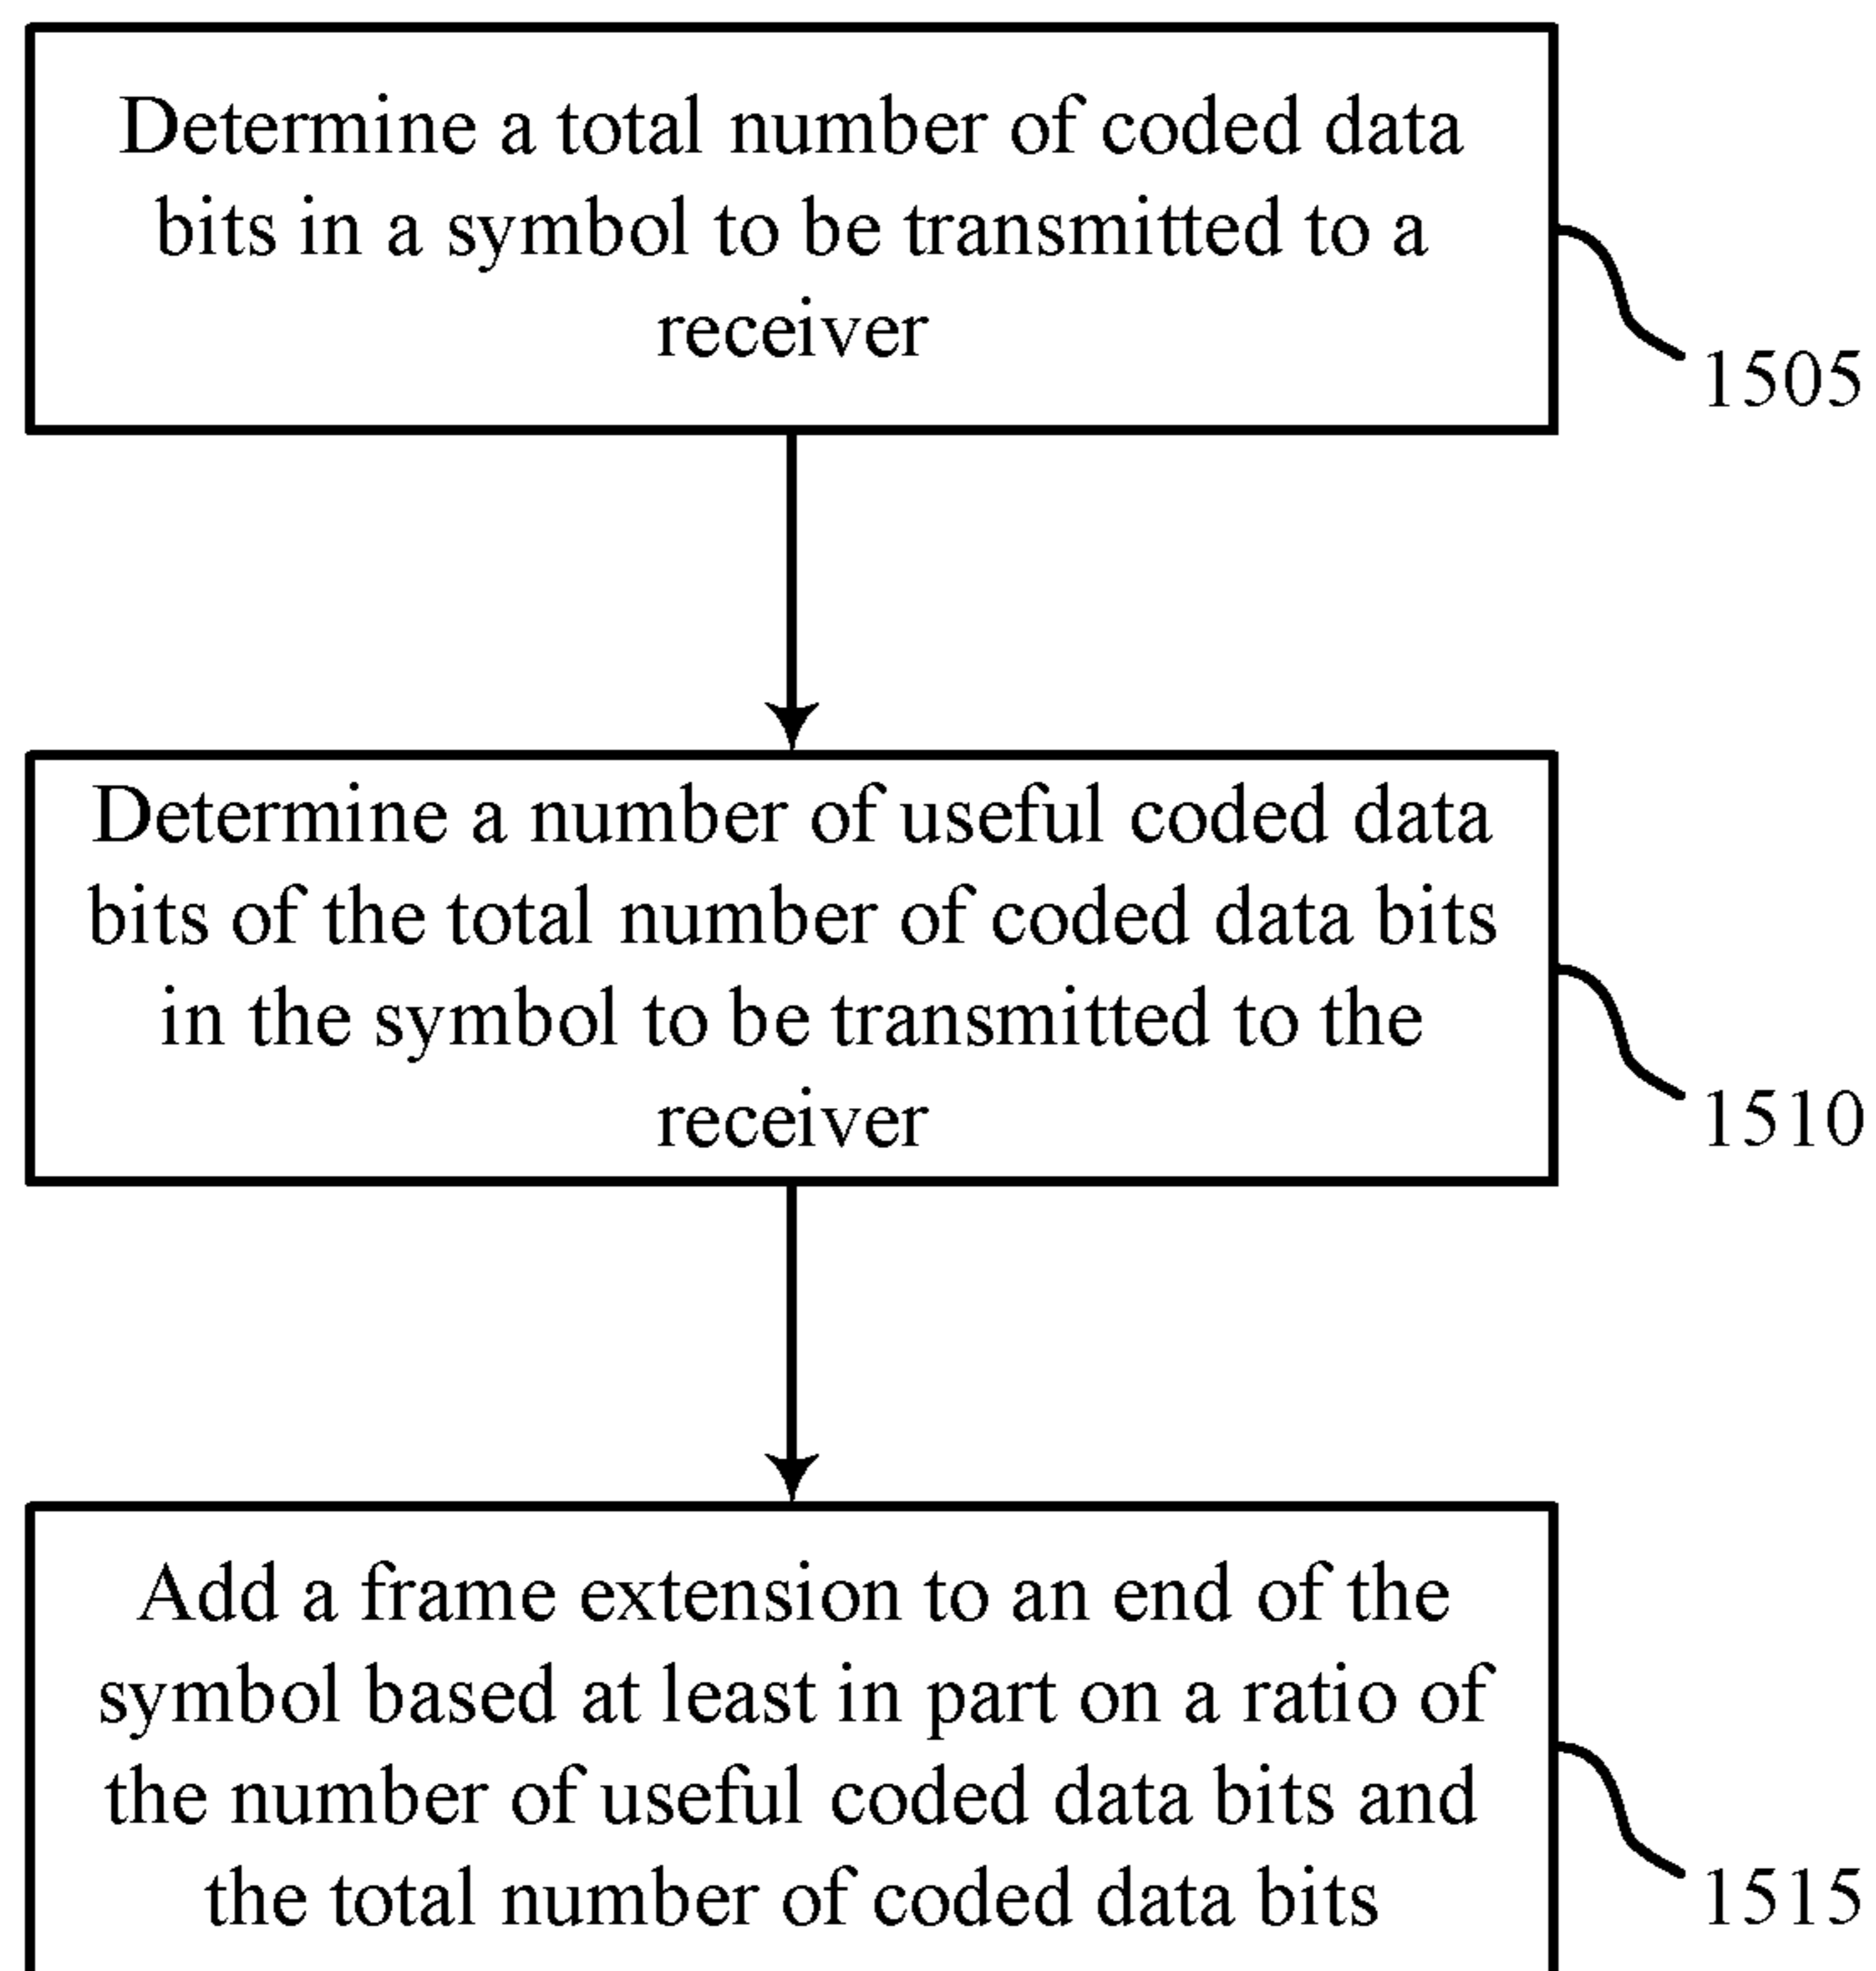 Determine a total number of coded data
bits in a symbol to be transmitted to a
receiver
1505
Determine a number of useful coded data
bits of the total number of coded data bits
in the symbol to be transmitted to the
receiver
1510
Add a frame extension to an end of the
symbol based at least in part on a ratio of
the number of useful coded data bits and
the total number of coded data bits
1515